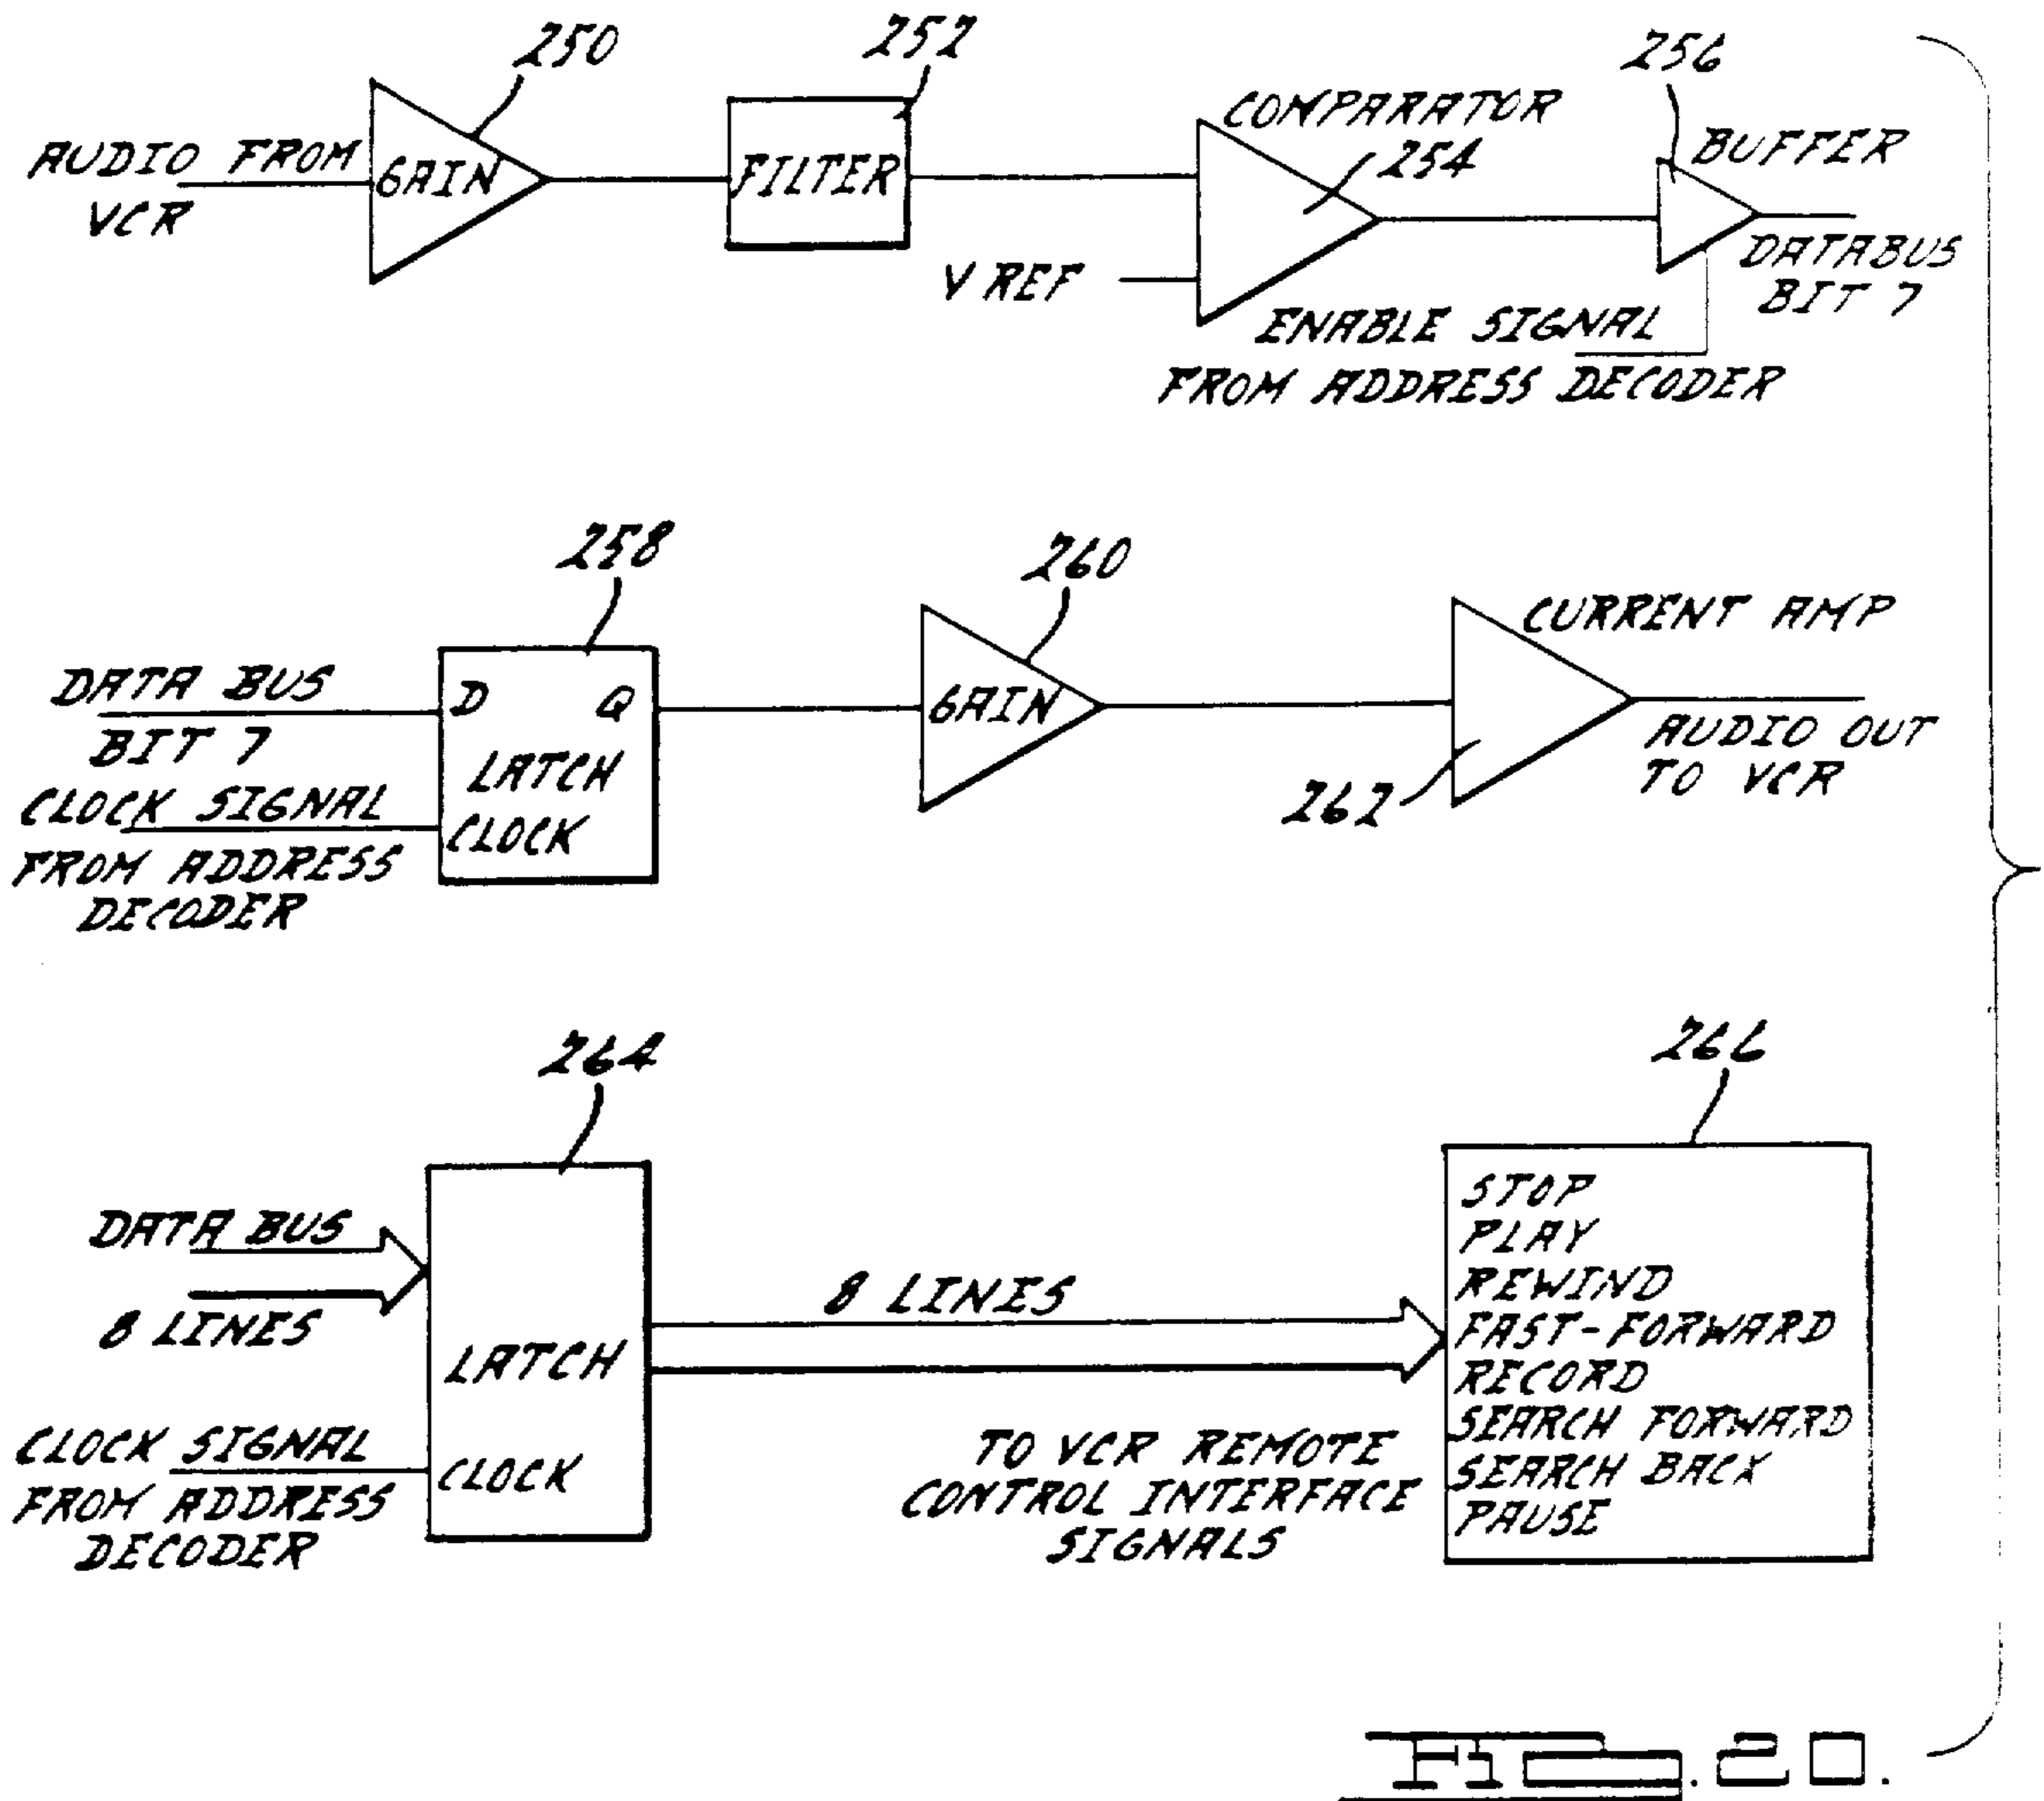 250
252
256
COMPARATOR
254
BUFFER
AUDIO FROM
VCR
GAIN
FILTER
V REF
DATABUS
BIT 7
ENABLE SIGNAL
FROM ADDRESS DECODER
258
260
CURRENT AMP
DATA BUS
BIT 7
D Q
LATCH
CLOCK
CLOCK SIGNAL
FROM ADDRESS
DECODER
GAIN
262
AUDIO OUT
TO VCR
264
266
DATA BUS
8 LINES
LATCH
CLOCK
CLOCK SIGNAL
FROM ADDRESS
DECODER
8 LINES
TO VCR REMOTE
CONTROL INTERFACE
SIGNALS
STOP
PLAY
REWIND
FAST-FORWARD
RECORD
SEARCH FORWARD
SEARCH BACK
PAUSE
FIG. 20.